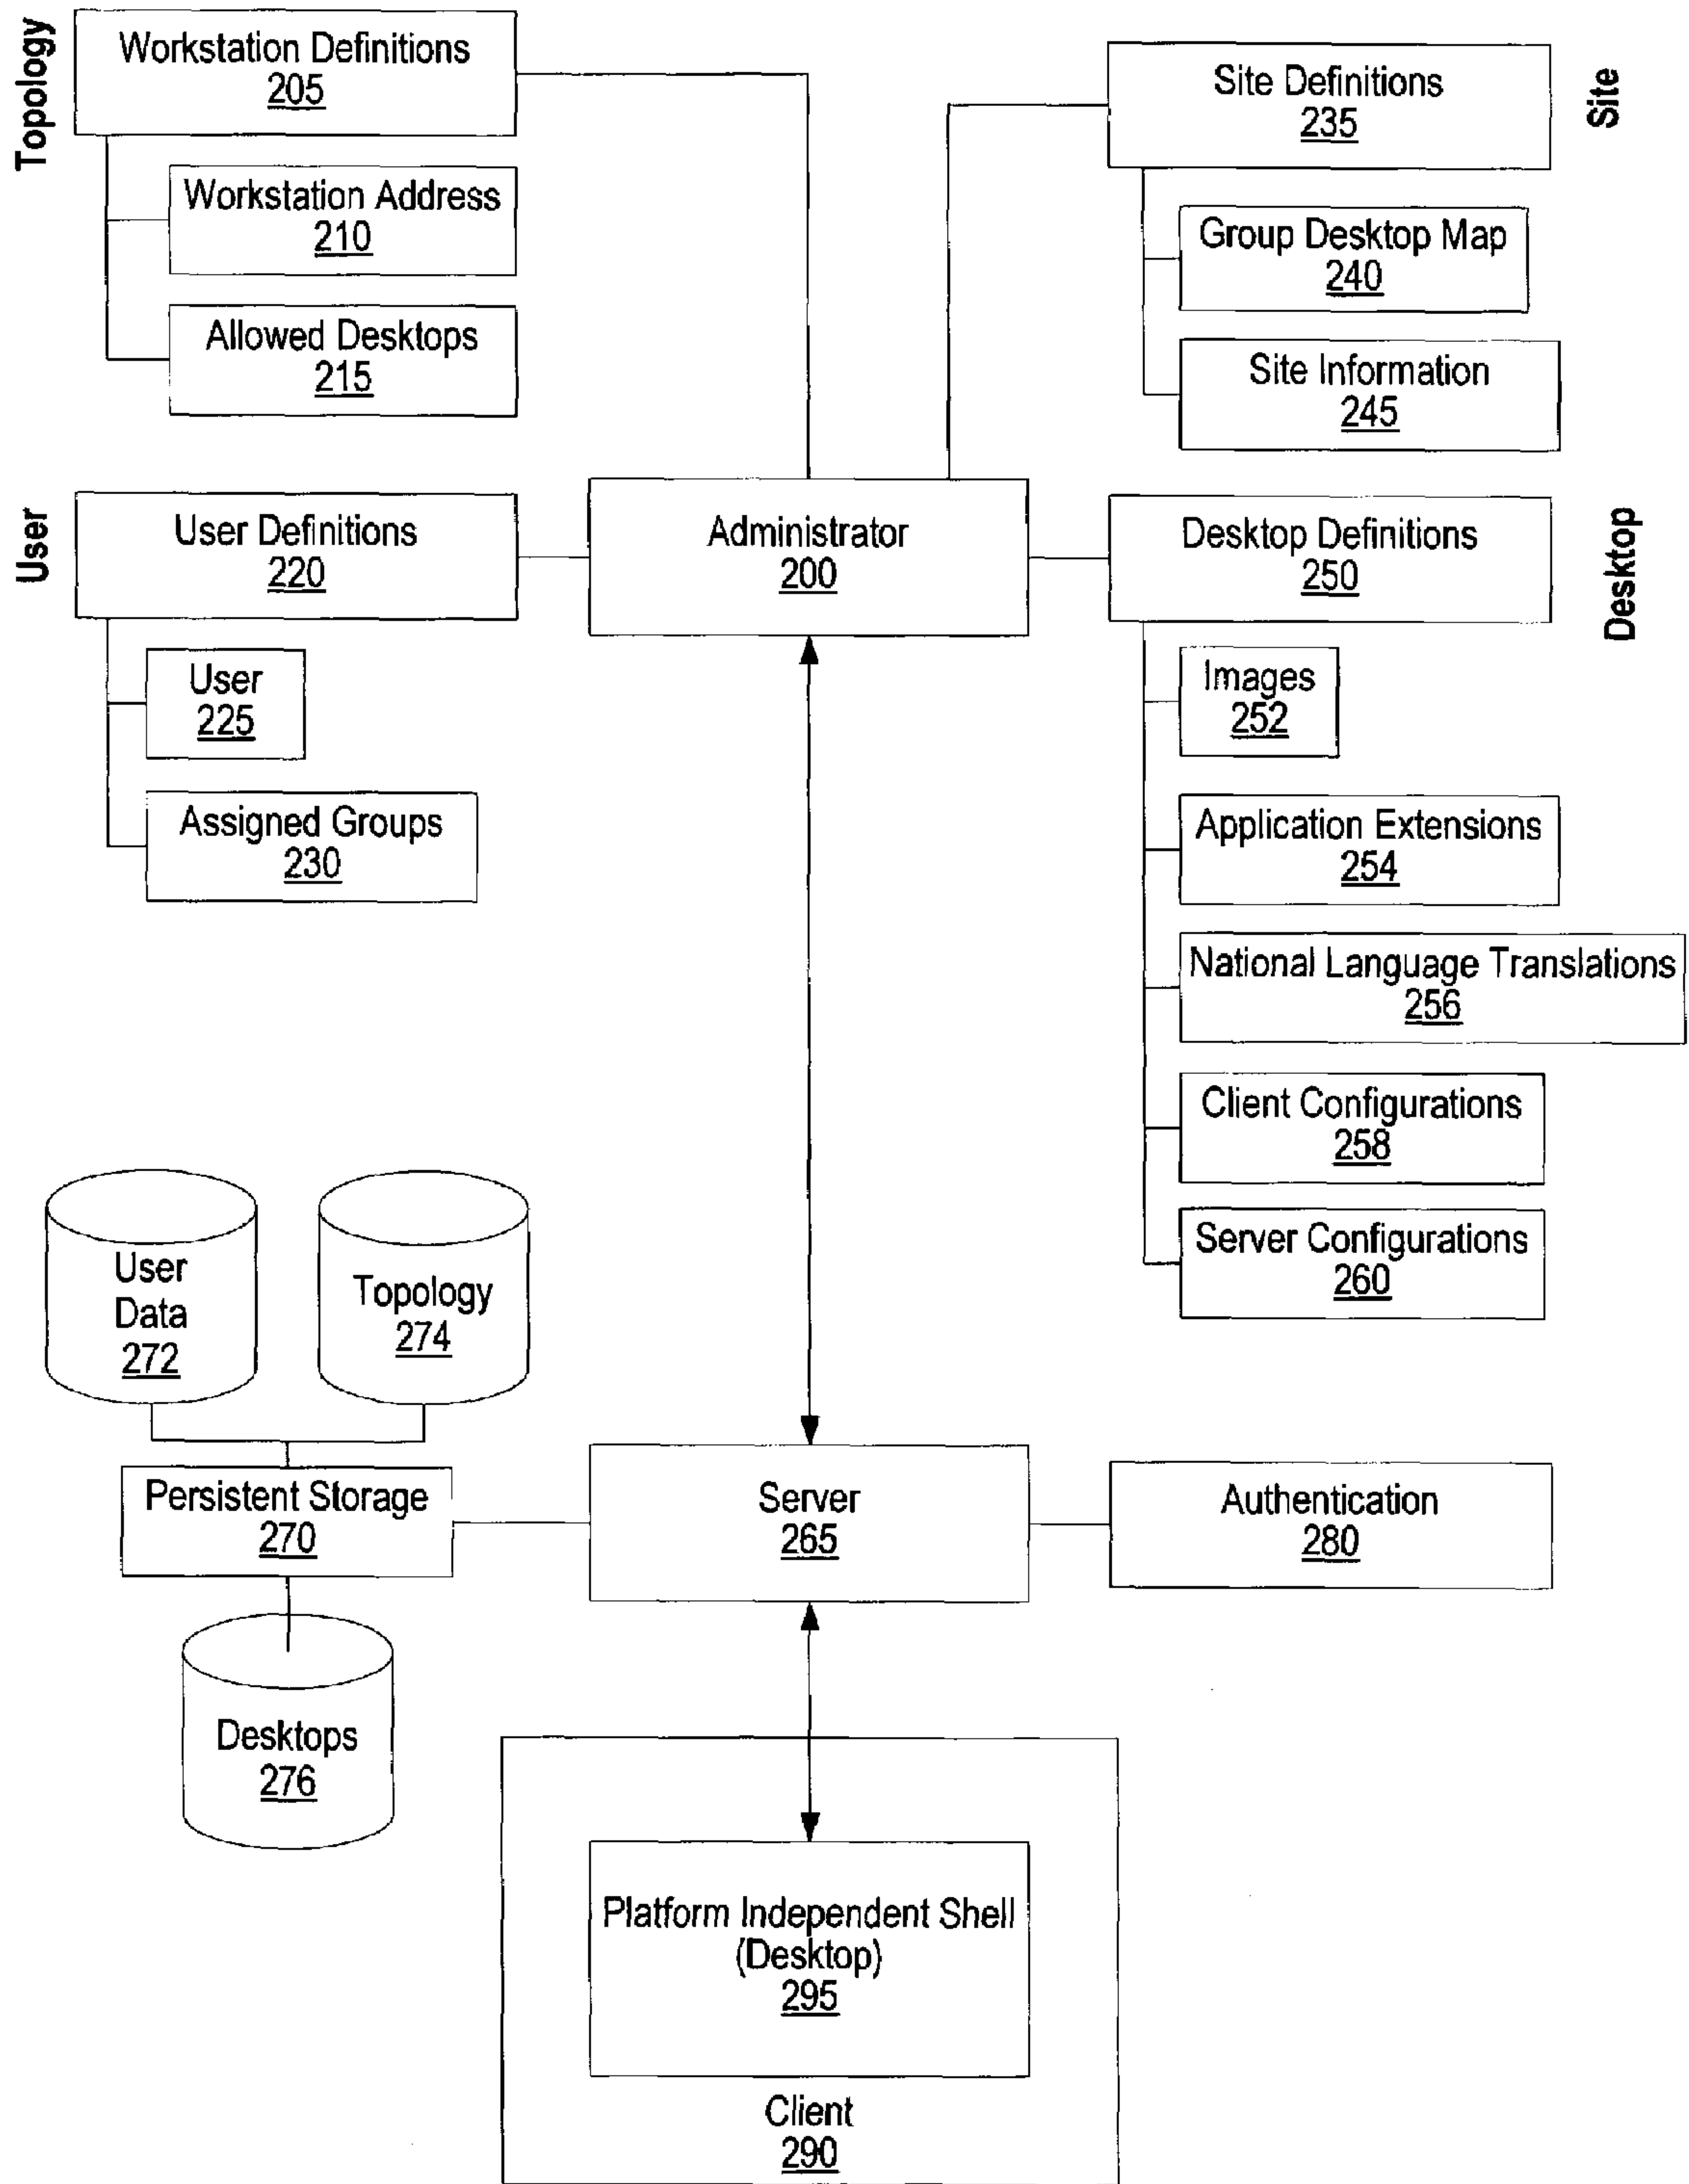 Topology
Workstation Definitions
205
Workstation Address
210
Allowed Desktops
215
Site
Site Definitions
235
Group Desktop Map
240
Site Information
245
User
User Definitions
220
User
225
Assigned Groups
230
Administrator
200
Desktop
Desktop Definitions
250
Images
252
Application Extensions
254
National Language Translations
256
Client Configurations
258
Server Configurations
260
User
Data
272
Topology
274
Persistent Storage
270
Desktops
276
Server
265
Authentication
280
Platform Independent Shell
(Desktop)
295
Client
290